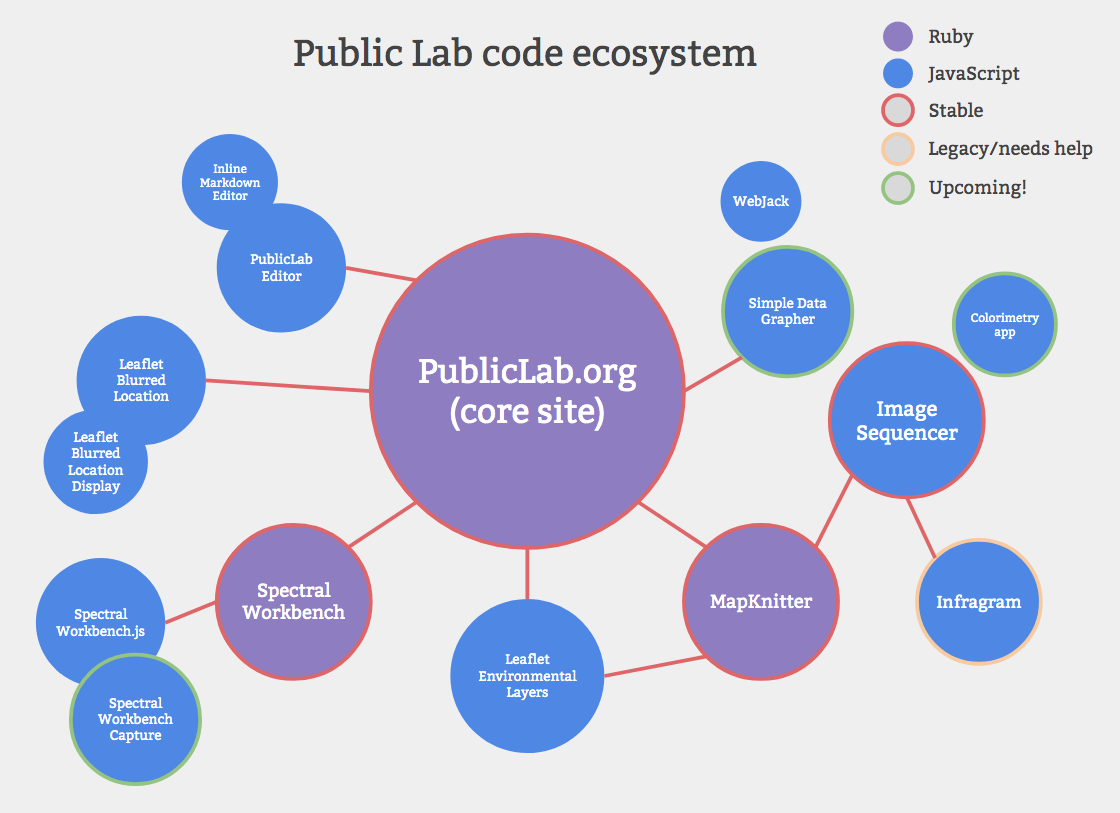 Public Lab code ecosystem
Ruby
JavaScript
Stable
Legacy/needs help
Upcoming!
Inline
Markdown
Editor
PublicLab
Editor
WebJack
Simple Data
Grapher
Colorimetry
app
Leaflet
Blurred
Location
PublicLab.org
(core site)
Image
Sequencer
Leaflet
Blurred
Location
Display
Spectral
Workbench
MapKnitter
Infragram
Spectral
Workbench.js
Leaflet
Environmental
Layers
Spectral
Workbench
Capture